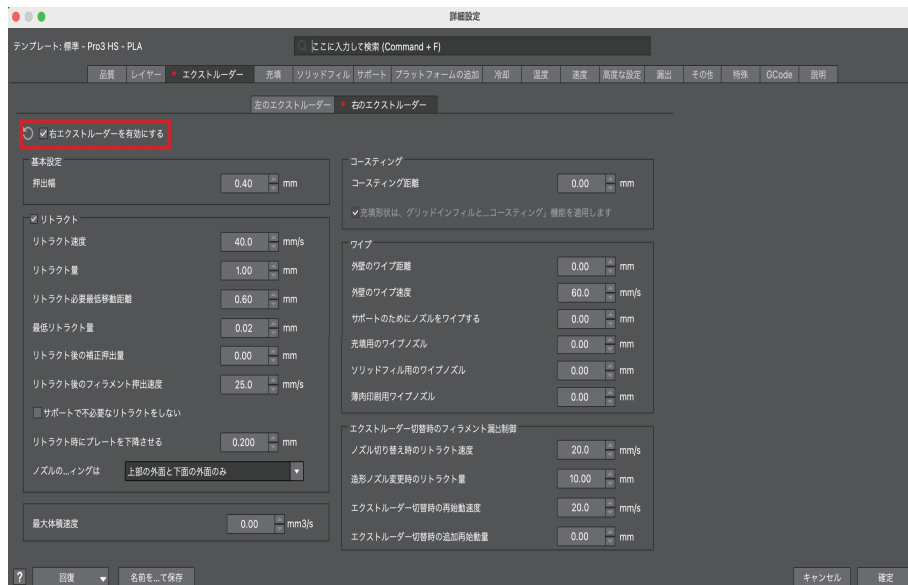 詳細設定
テンプレート: 標準 - Pro3 HS - PLA
ここに入力して検索 (Command + F)
品質 レイヤー エクストルーダー 充填 ソリッドフィル サポート プラットフォームの追加 冷却 温度 速度 高度な設定 漏出 その他 特殊 GCode 説明
左のエクストルーダー 右のエクストルーダー
右エクストルーダーを有効にする
基本設定
押出幅 0.40 mm
リトラクト
リトラクト速度 40.0 mm/s
リトラクト量 1.00 mm
リトラクト必要最低移動距離 0.60 mm
最低リトラクト量 0.02 mm
リトラクト後の補正押出量 0.00 mm
リトラクト後のフィラメント押出速度 25.0 mm/s
サポートで不必要なリトラクトをしない
リトラクト時にプレートを下降させる 0.200 mm
ノズルの...ィングは 上部の外面と下面の外面のみ
最大体積速度 0.00 mm3/s
コースティング
コースティング距離 0.00 mm
充填形状は、グリッドインフィルと...コースティング」機能を適用します
ワイプ
外壁のワイプ距離 0.00 mm
外壁のワイプ速度 60.0 mm/s
サポートのためにノズルをワイプする 0.00 mm
充填用のワイプノズル 0.00 mm
ソリッドフィル用のワイプノズル 0.00 mm
薄肉印刷用ワイプノズル 0.00 mm
エクストルーダー切替時のフィラメント漏出制御
ノズル切り替え時のリトラクト速度 20.0 mm/s
造形ノズル変更時のリトラクト量 10.00 mm
エクストルーダー切替時の再始動速度 20.0 mm/s
エクストルーダー切替時の追加再始動量 0.00 mm
? 回復 名前を...て保存 キャンセル 確定